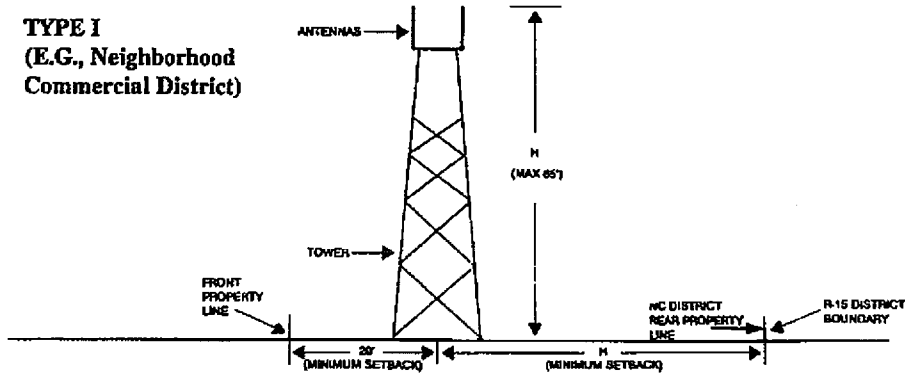 TYPE I
(E.G., Neighborhood
Commercial District)
ANTENNAS
H
(MAX 65')
TOWER
FRONT
PROPERTY
LINE
NC DISTRICT
REAR PROPERTY
LINE
R-15 DISTRICT
BOUNDARY
20'
(MINIMUM SETBACK)
H
(MINIMUM SETBACK)